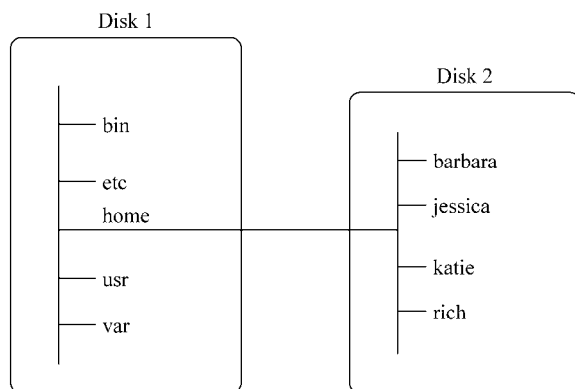 Disk 1
bin
etc
home
usr
var
Disk 2
barbara
jessica
katie
rich